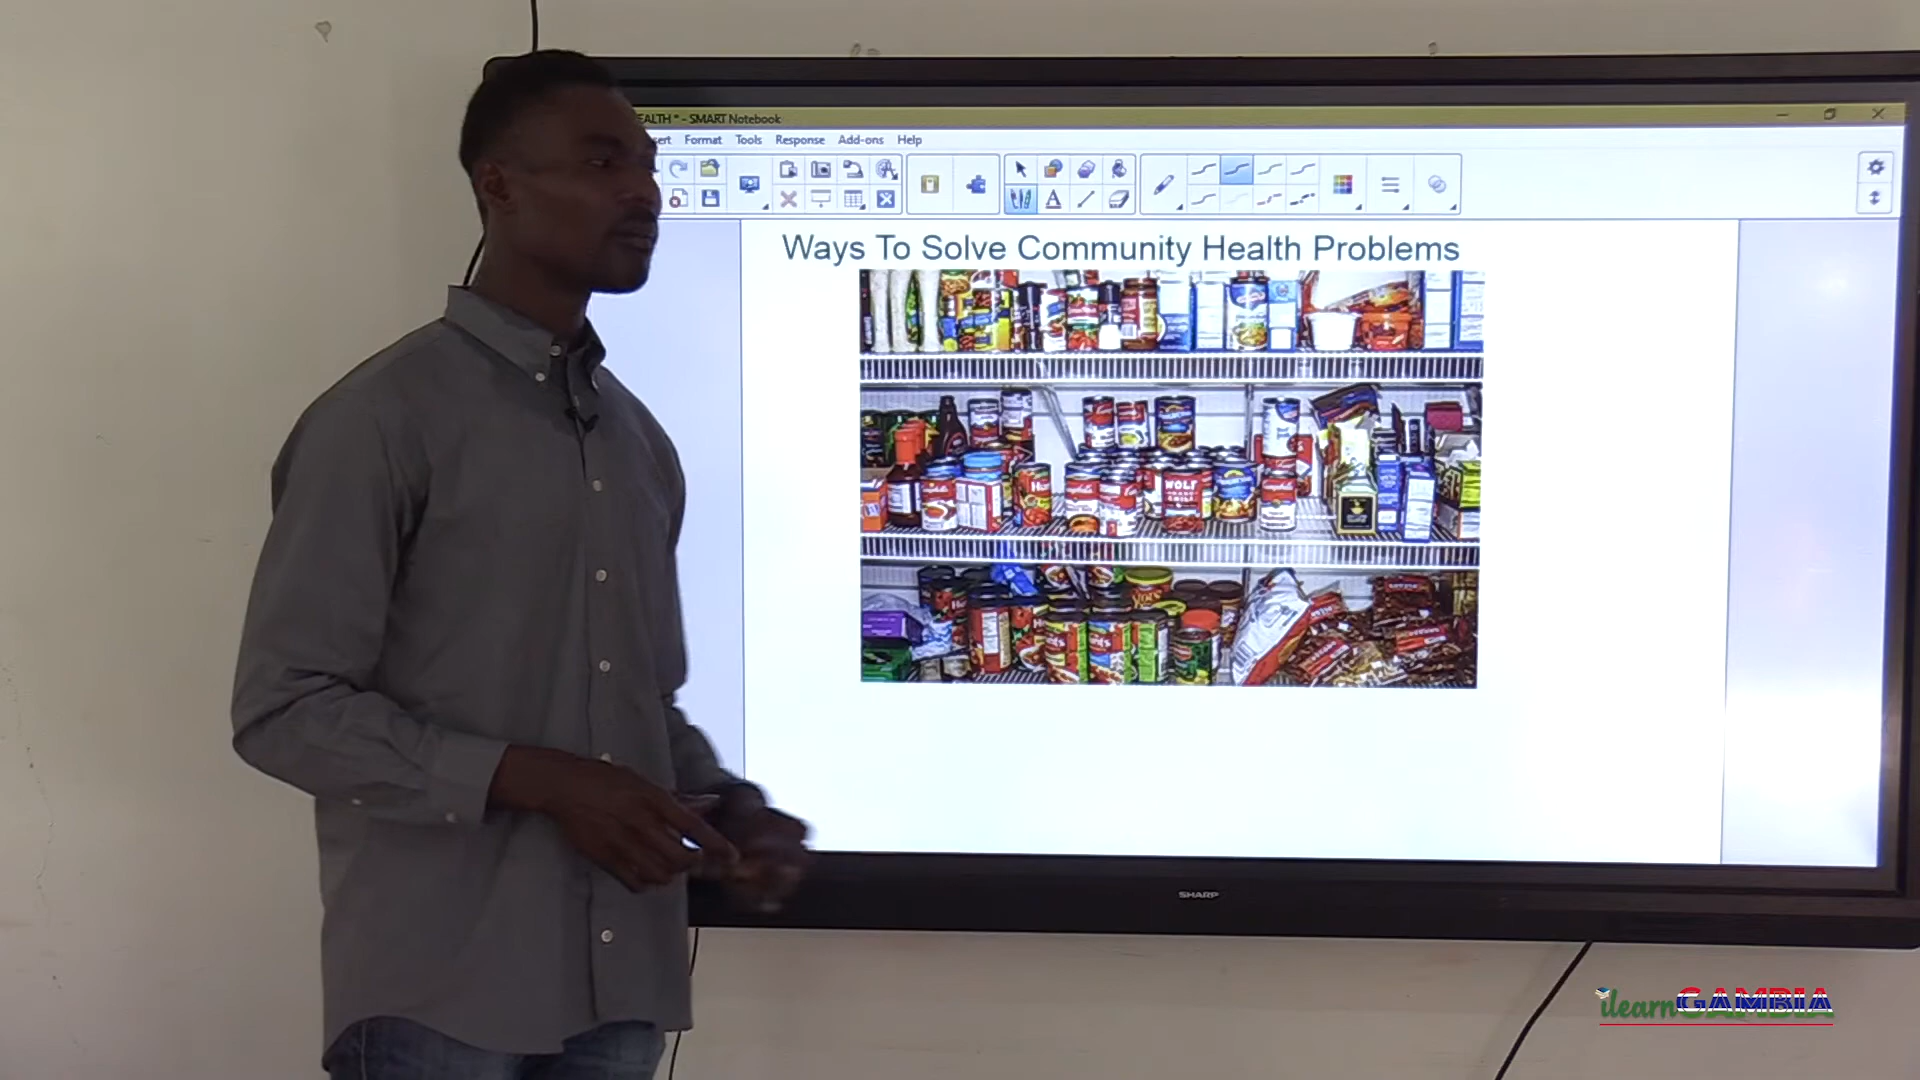 EALTH * - SMART Notebook
ert Format Tools Response Add-ons Help
Ways To Solve Community Health Problems
WOLF
CHILI
SHARP
ilearnGAMBIA